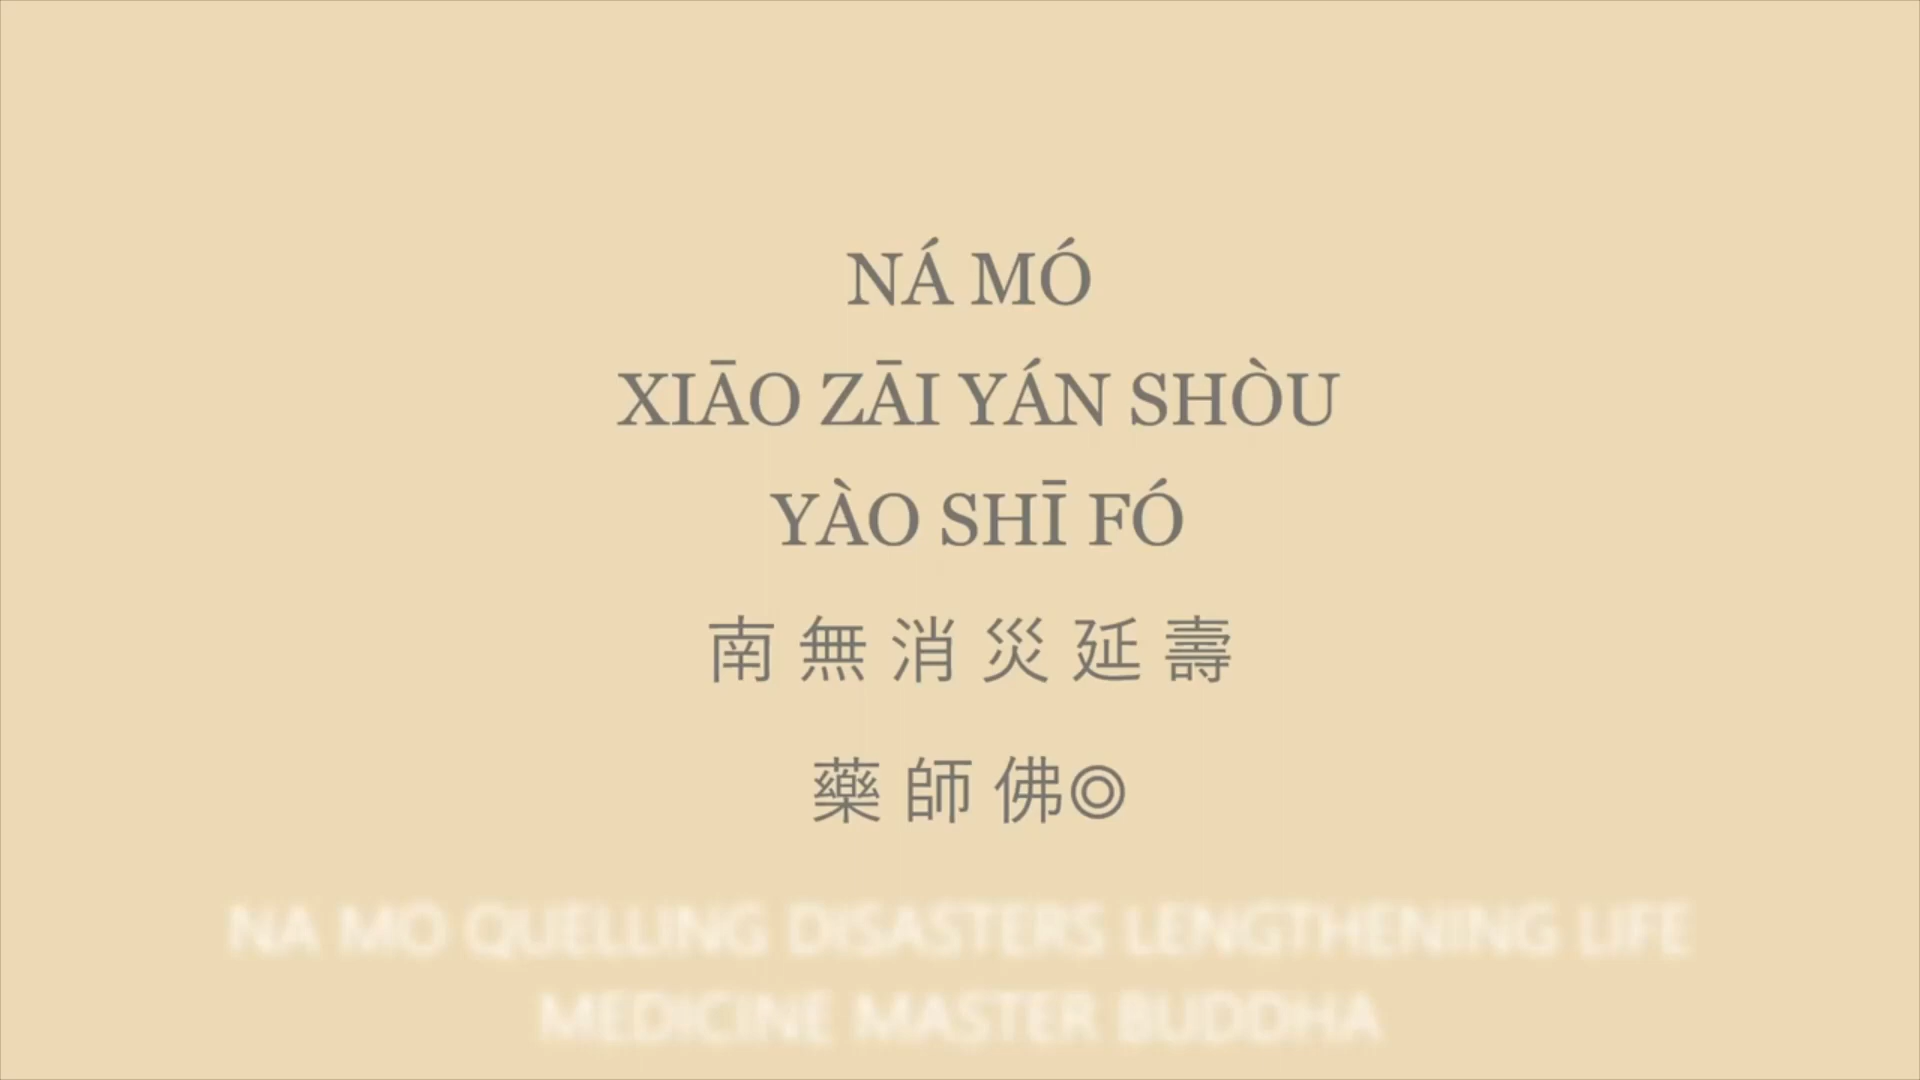 NÁ MÓ
XIĀO ZĀI YÁN SHÒU
YÀO SHĪ FÓ
南 無 消 災 延 壽
藥 師 佛◎
NA MO QUELLING DISASTERS LENGTHENING LIFE
MEDICINE MASTER BUDDHA